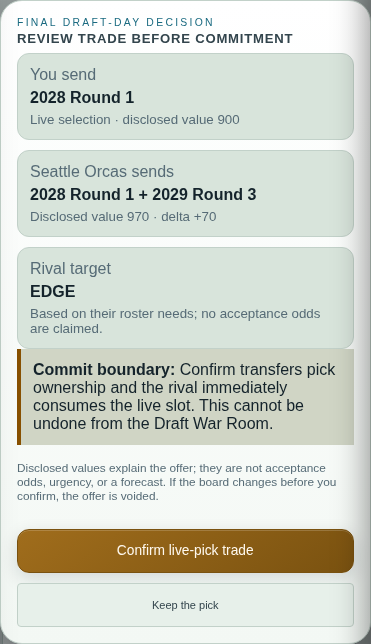 FINAL DRAFT-DAY DECISION
REVIEW TRADE BEFORE COMMITMENT
You send
2028 Round 1
Live selection · disclosed value 900
Seattle Orcas sends
2028 Round 1 + 2029 Round 3
Disclosed value 970 · delta +70
Rival target
EDGE
Based on their roster needs; no acceptance odds
are claimed.
Commit boundary: Confirm transfers pick
ownership and the rival immediately
consumes the live slot. This cannot be
undone from the Draft War Room.
Disclosed values explain the offer; they are not acceptance
odds, urgency, or a forecast. If the board changes before you
confirm, the offer is voided.
Confirm live-pick trade
Keep the pick